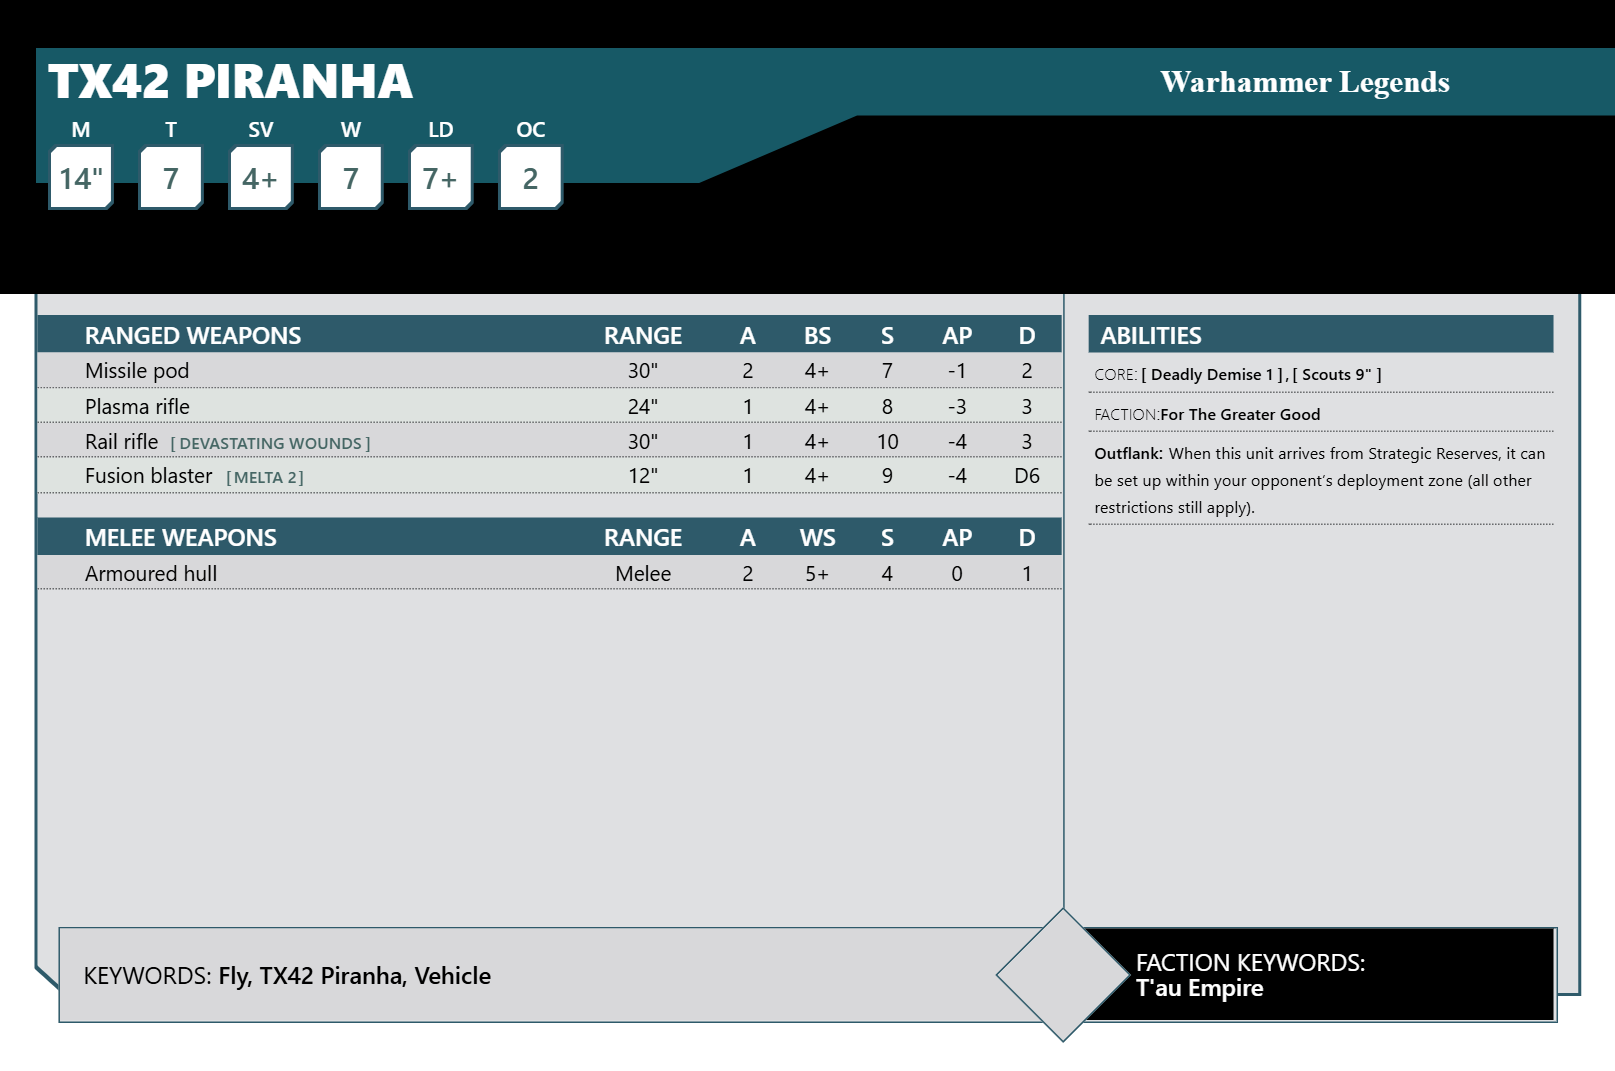 TX42 PIRANHA
Warhammer Legends
M T SV W LD OC
14" 7 4+ 7 7+ 2
RANGED WEAPONS RANGE A BS S AP D
Missile pod 30" 2 4+ 7 -1 2
Plasma rifle 24" 1 4+ 8 -3 3
Rail rifle [ DEVASTATING WOUNDS ] 30" 1 4+ 10 -4 3
Fusion blaster [ MELTA 2 ] 12" 1 4+ 9 -4 D6
MELEE WEAPONS RANGE A WS S AP D
Armoured hull Melee 2 5+ 4 0 1
ABILITIES
CORE: [ Deadly Demise 1 ] , [ Scouts 9" ]
FACTION:For The Greater Good
Outflank: When this unit arrives from Strategic Reserves, it can
be set up within your opponent’s deployment zone (all other
restrictions still apply).
KEYWORDS: Fly, TX42 Piranha, Vehicle
FACTION KEYWORDS:
T'au Empire